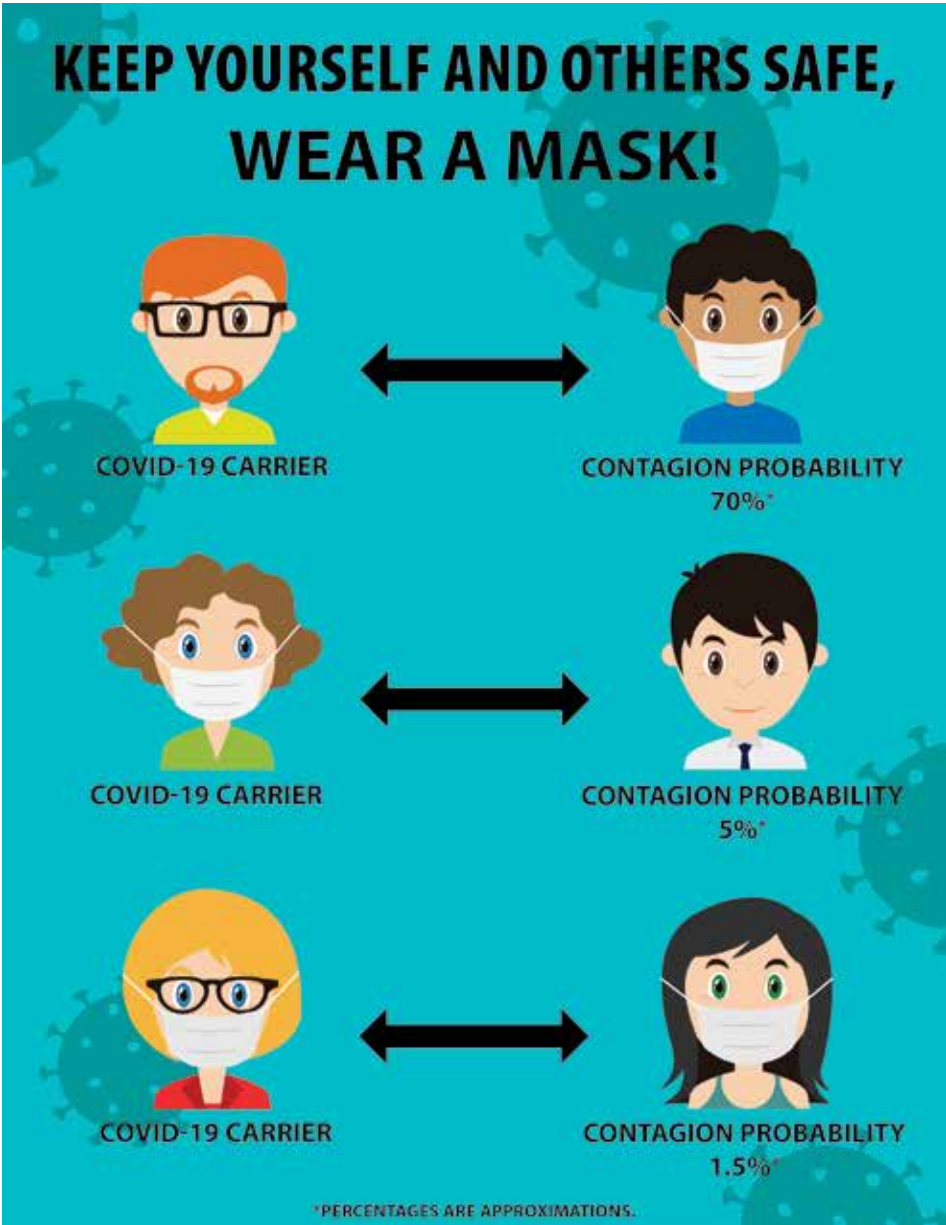 KEEP YOURSELF AND OTHERS SAFE,
WEAR A MASK!
COVID-19 CARRIER
CONTAGION PROBABILITY
70%*
COVID-19 CARRIER
CONTAGION PROBABILITY
5%*
COVID-19 CARRIER
CONTAGION PROBABILITY
1.5%*
*PERCENTAGES ARE APPROXIMATIONS.